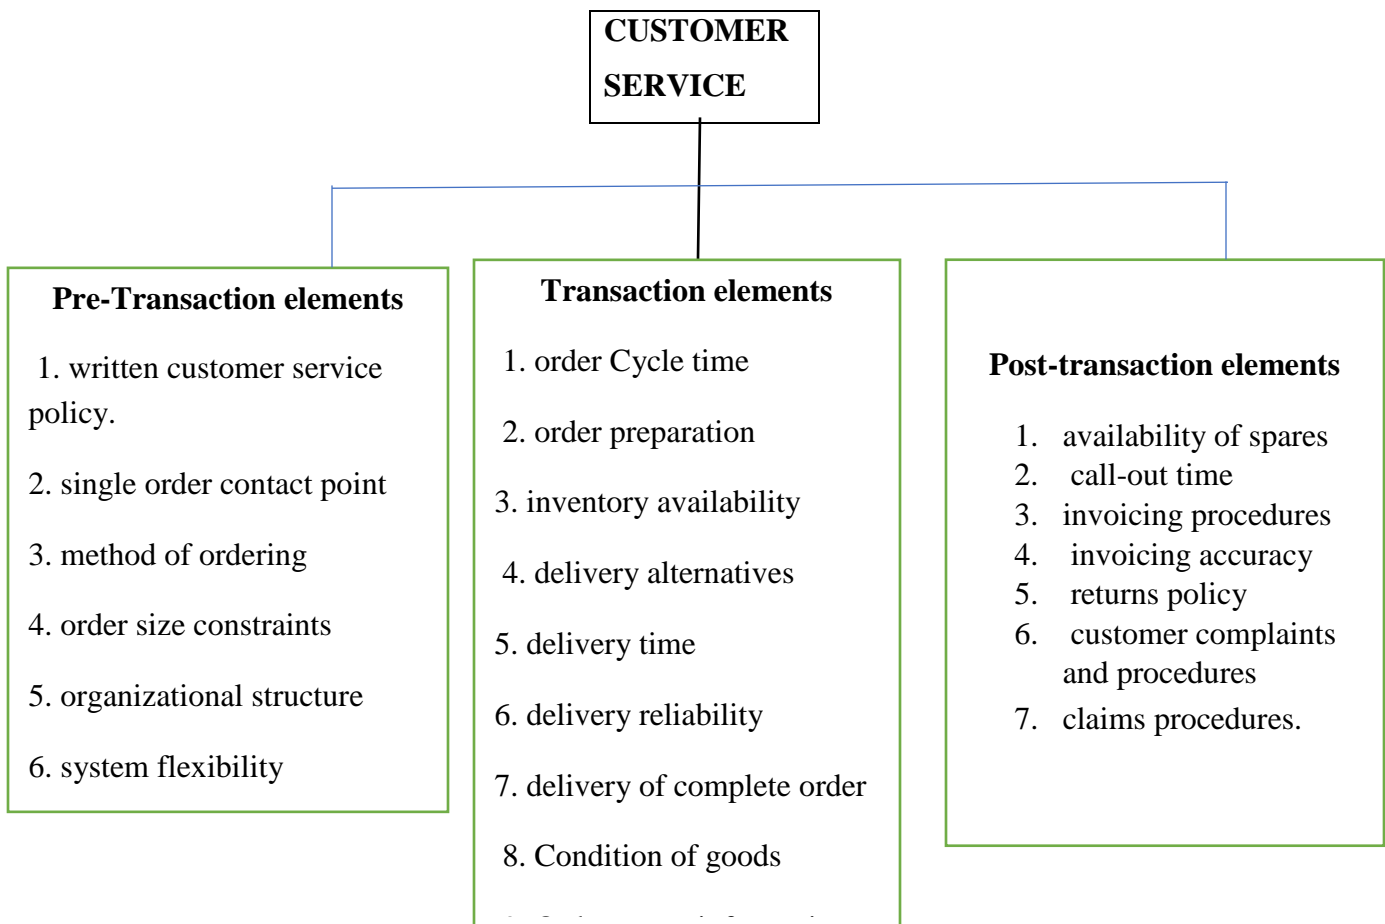 CUSTOMER
SERVICE
Pre-Transaction elements
1. written customer service
policy.
2. single order contact point
3. method of ordering
4. order size constraints
5. organizational structure
6. system flexibility
Transaction elements
1. order Cycle time
2. order preparation
3. inventory availability
4. delivery alternatives
5. delivery time
6. delivery reliability
7. delivery of complete order
8. Condition of goods
Post-transaction elements
1. availability of spares
2. call-out time
3. invoicing procedures
4. invoicing accuracy
5. returns policy
6. customer complaints
and procedures
7. claims procedures.